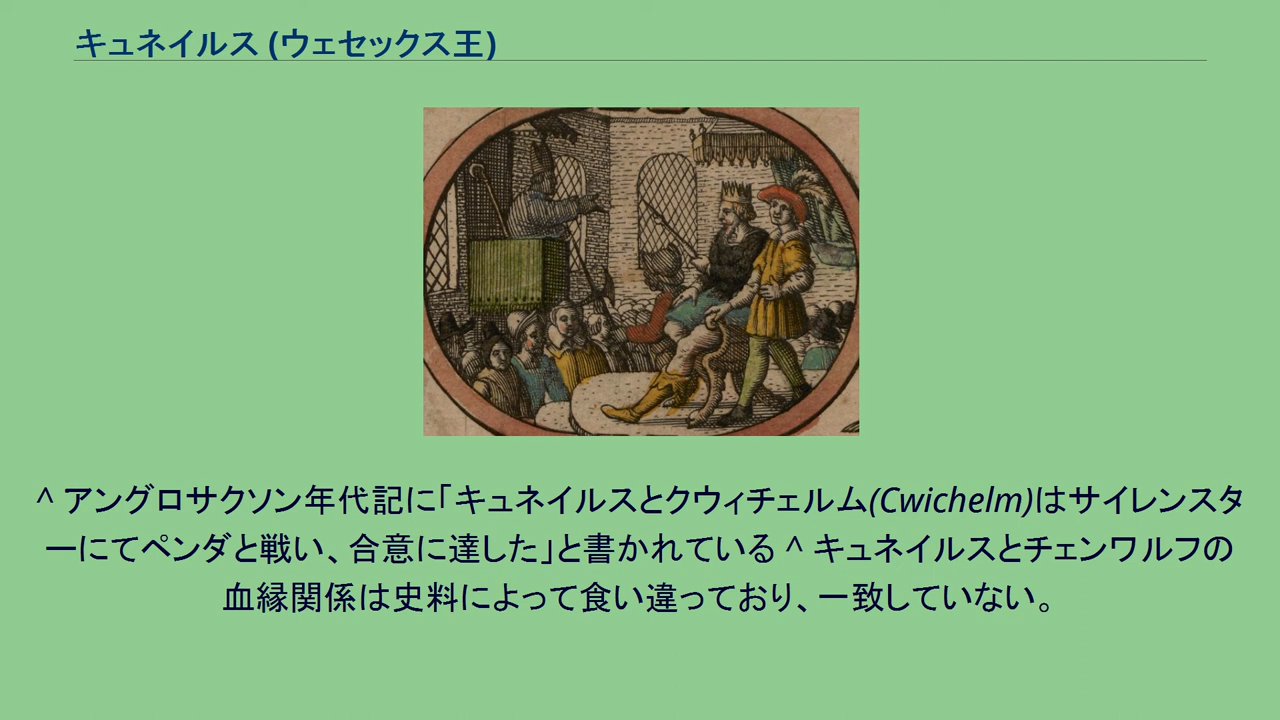 キュネイルス (ウェセックス王)
^ アングロサクソン年代記に「キュネイルスとクウィチェルム(Cwichelm)はサイレンスタ
ーにてペンダと戦い、合意に達した」と書かれている ^ キュネイルスとチェンワルフの
血縁関係は史料によって食い違っており、一致していない。